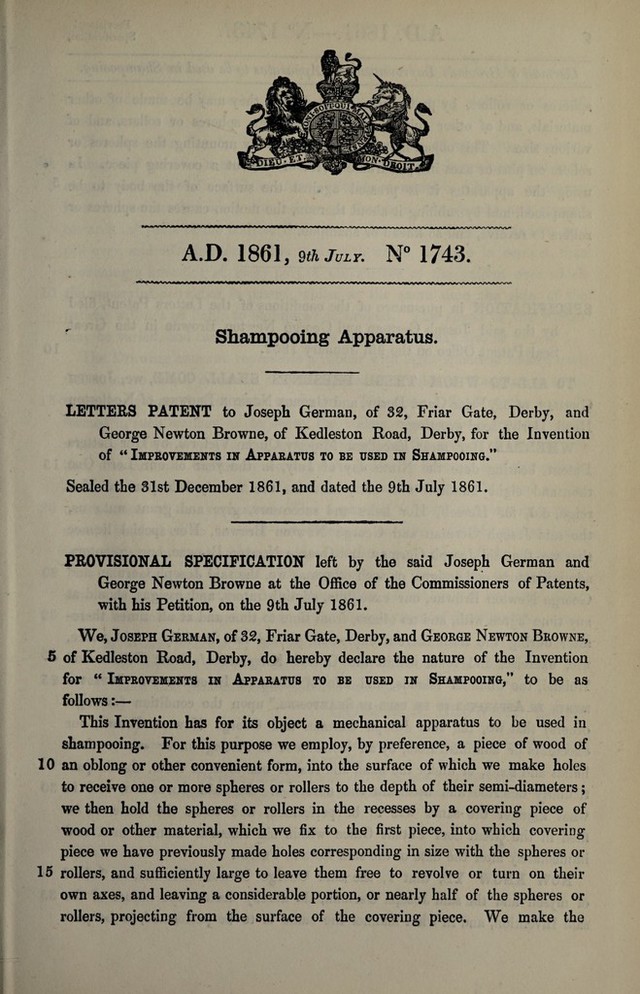 HONI SOIT QUI MAL
DIEU ET MON DROIT
A.D. 1861, 9th JULY. Nº 1743.
Shampooing Apparatus.
LETTERS PATENT to Joseph German, of 32, Friar Gate, Derby, and
George Newton Browne, of Kedleston Road, Derby, for the Invention
of “IMPROVEMENTS IN APPARATUS TO BE USED IN SHAMPOOING.”
Sealed the 31st December 1861, and dated the 9th July 1861.
PROVISIONAL SPECIFICATION left by the said Joseph German and
George Newton Browne at the Office of the Commissioners of Patents,
with his Petition, on the 9th July 1861.
We, JOSEPH GERMAN, of 32, Friar Gate, Derby, and GEORGE NEWTON BROWNE,
5 of Kedleston Road, Derby, do hereby declare the nature of the Invention
for “IMPROVEMENTS IN APPARATUS TO BE USED IN SHAMPOOING,” to be as
follows:—
This Invention has for its object a mechanical apparatus to be used in
shampooing. For this purpose we employ, by preference, a piece of wood of
10 an oblong or other convenient form, into the surface of which we make holes
to receive one or more spheres or rollers to the depth of their semi-diameters;
we then hold the spheres or rollers in the recesses by a covering piece of
wood or other material, which we fix to the first piece, into which covering
piece we have previously made holes corresponding in size with the spheres or
15 rollers, and sufficiently large to leave them free to revolve or turn on their
own axes, and leaving a considerable portion, or nearly half of the spheres or
rollers, projecting from the surface of the covering piece. We make the